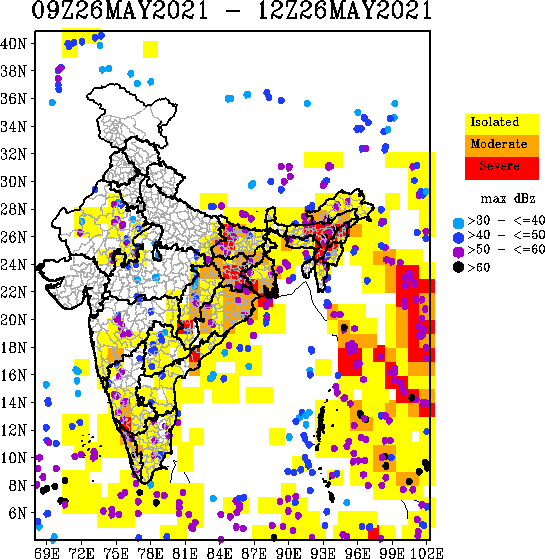 09Z26MAY2021 − 12Z26MAY2021
40N
38N
36N
34N
32N
30N
28N
26N
24N
22N
20N
18N
16N
14N
12N
10N
8N
6N
69E 72E 75E 78E 81E 84E 87E 90E 93E 96E 99E 102E
Isolated
Moderate
Severe
max dBz
>30 − <=40
>40 − <=50
>50 − <=60
>60